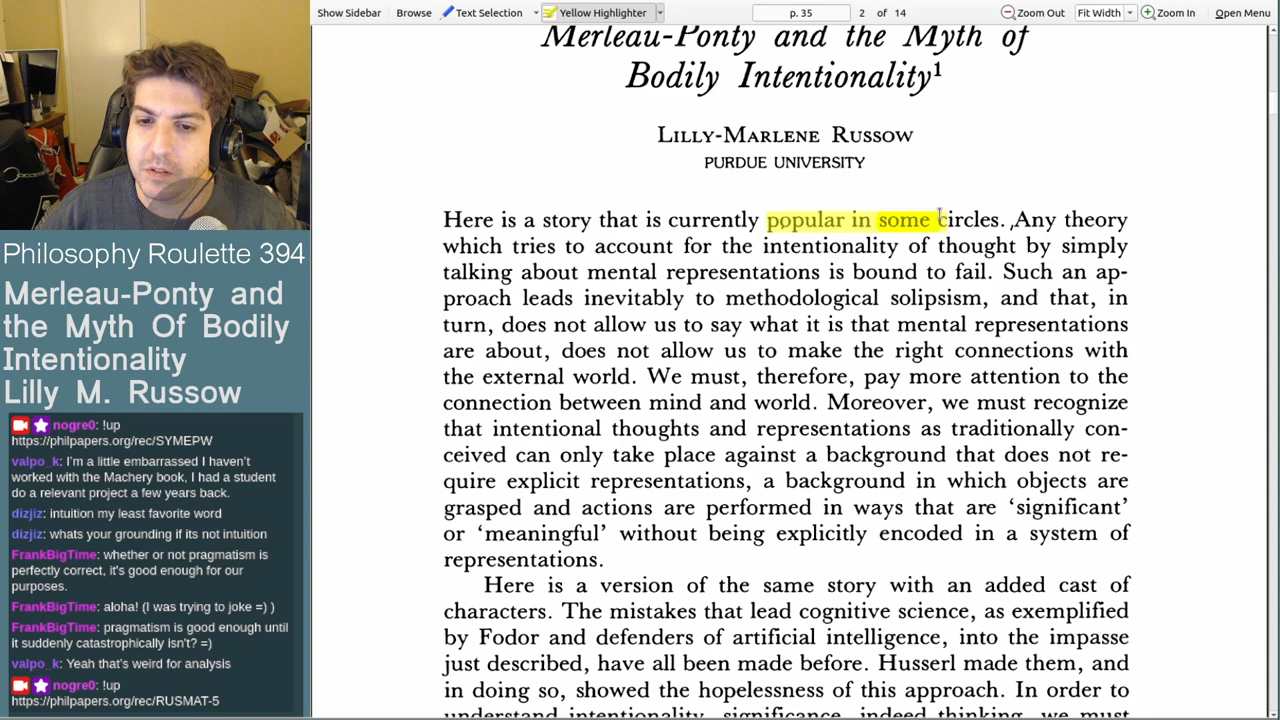 Show Sidebar Browse Text Selection Yellow Highlighter p. 35 2 of 14 Zoom Out Fit Width Zoom In Open Menu
Merleau-Ponty and the Myth of
Bodily Intentionality¹
LILLY-MARLENE RUSSOW
PURDUE UNIVERSITY
Here is a story that is currently popular in some circles. Any theory
which tries to account for the intentionality of thought by simply
talking about mental representations is bound to fail. Such an ap-
proach leads inevitably to methodological solipsism, and that, in
turn, does not allow us to say what it is that mental representations
are about, does not allow us to make the right connections with
the external world. We must, therefore, pay more attention to the
connection between mind and world. Moreover, we must recognize
that intentional thoughts and representations as traditionally con-
ceived can only take place against a background that does not re-
quire explicit representations, a background in which objects are
grasped and actions are performed in ways that are 'significant'
or 'meaningful' without being explicitly encoded in a system of
representations.
Here is a version of the same story with an added cast of
characters. The mistakes that lead cognitive science, as exemplified
by Fodor and defenders of artificial intelligence, into the impasse
just described, have all been made before. Husserl made them, and
in doing so, showed the hopelessness of this approach. In order to
understand intentionality, significance, indeed thinking, we must
Philosophy Roulette 394
Merleau-Ponty and
the Myth Of Bodily
Intentionality
Lilly M. Russow
nogre0: !up
https://philpapers.org/rec/SYMEPW
valpo_k: I'm a little embarrassed I haven't
worked with the Machery book, I had a student
do a relevant project a few years back.
dizjiz: intuition my least favorite word
dizjiz: whats your grounding if its not intuition
FrankBigTime: whether or not pragmatism is
perfectly correct, it's good enough for our
purposes.
FrankBigTime: aloha! (I was trying to joke =) )
FrankBigTime: pragmatism is good enough until
it suddenly catastrophically isn't? =)
valpo_k: Yeah that's weird for analysis
nogre0: !up
https://philpapers.org/rec/RUSMAT-5